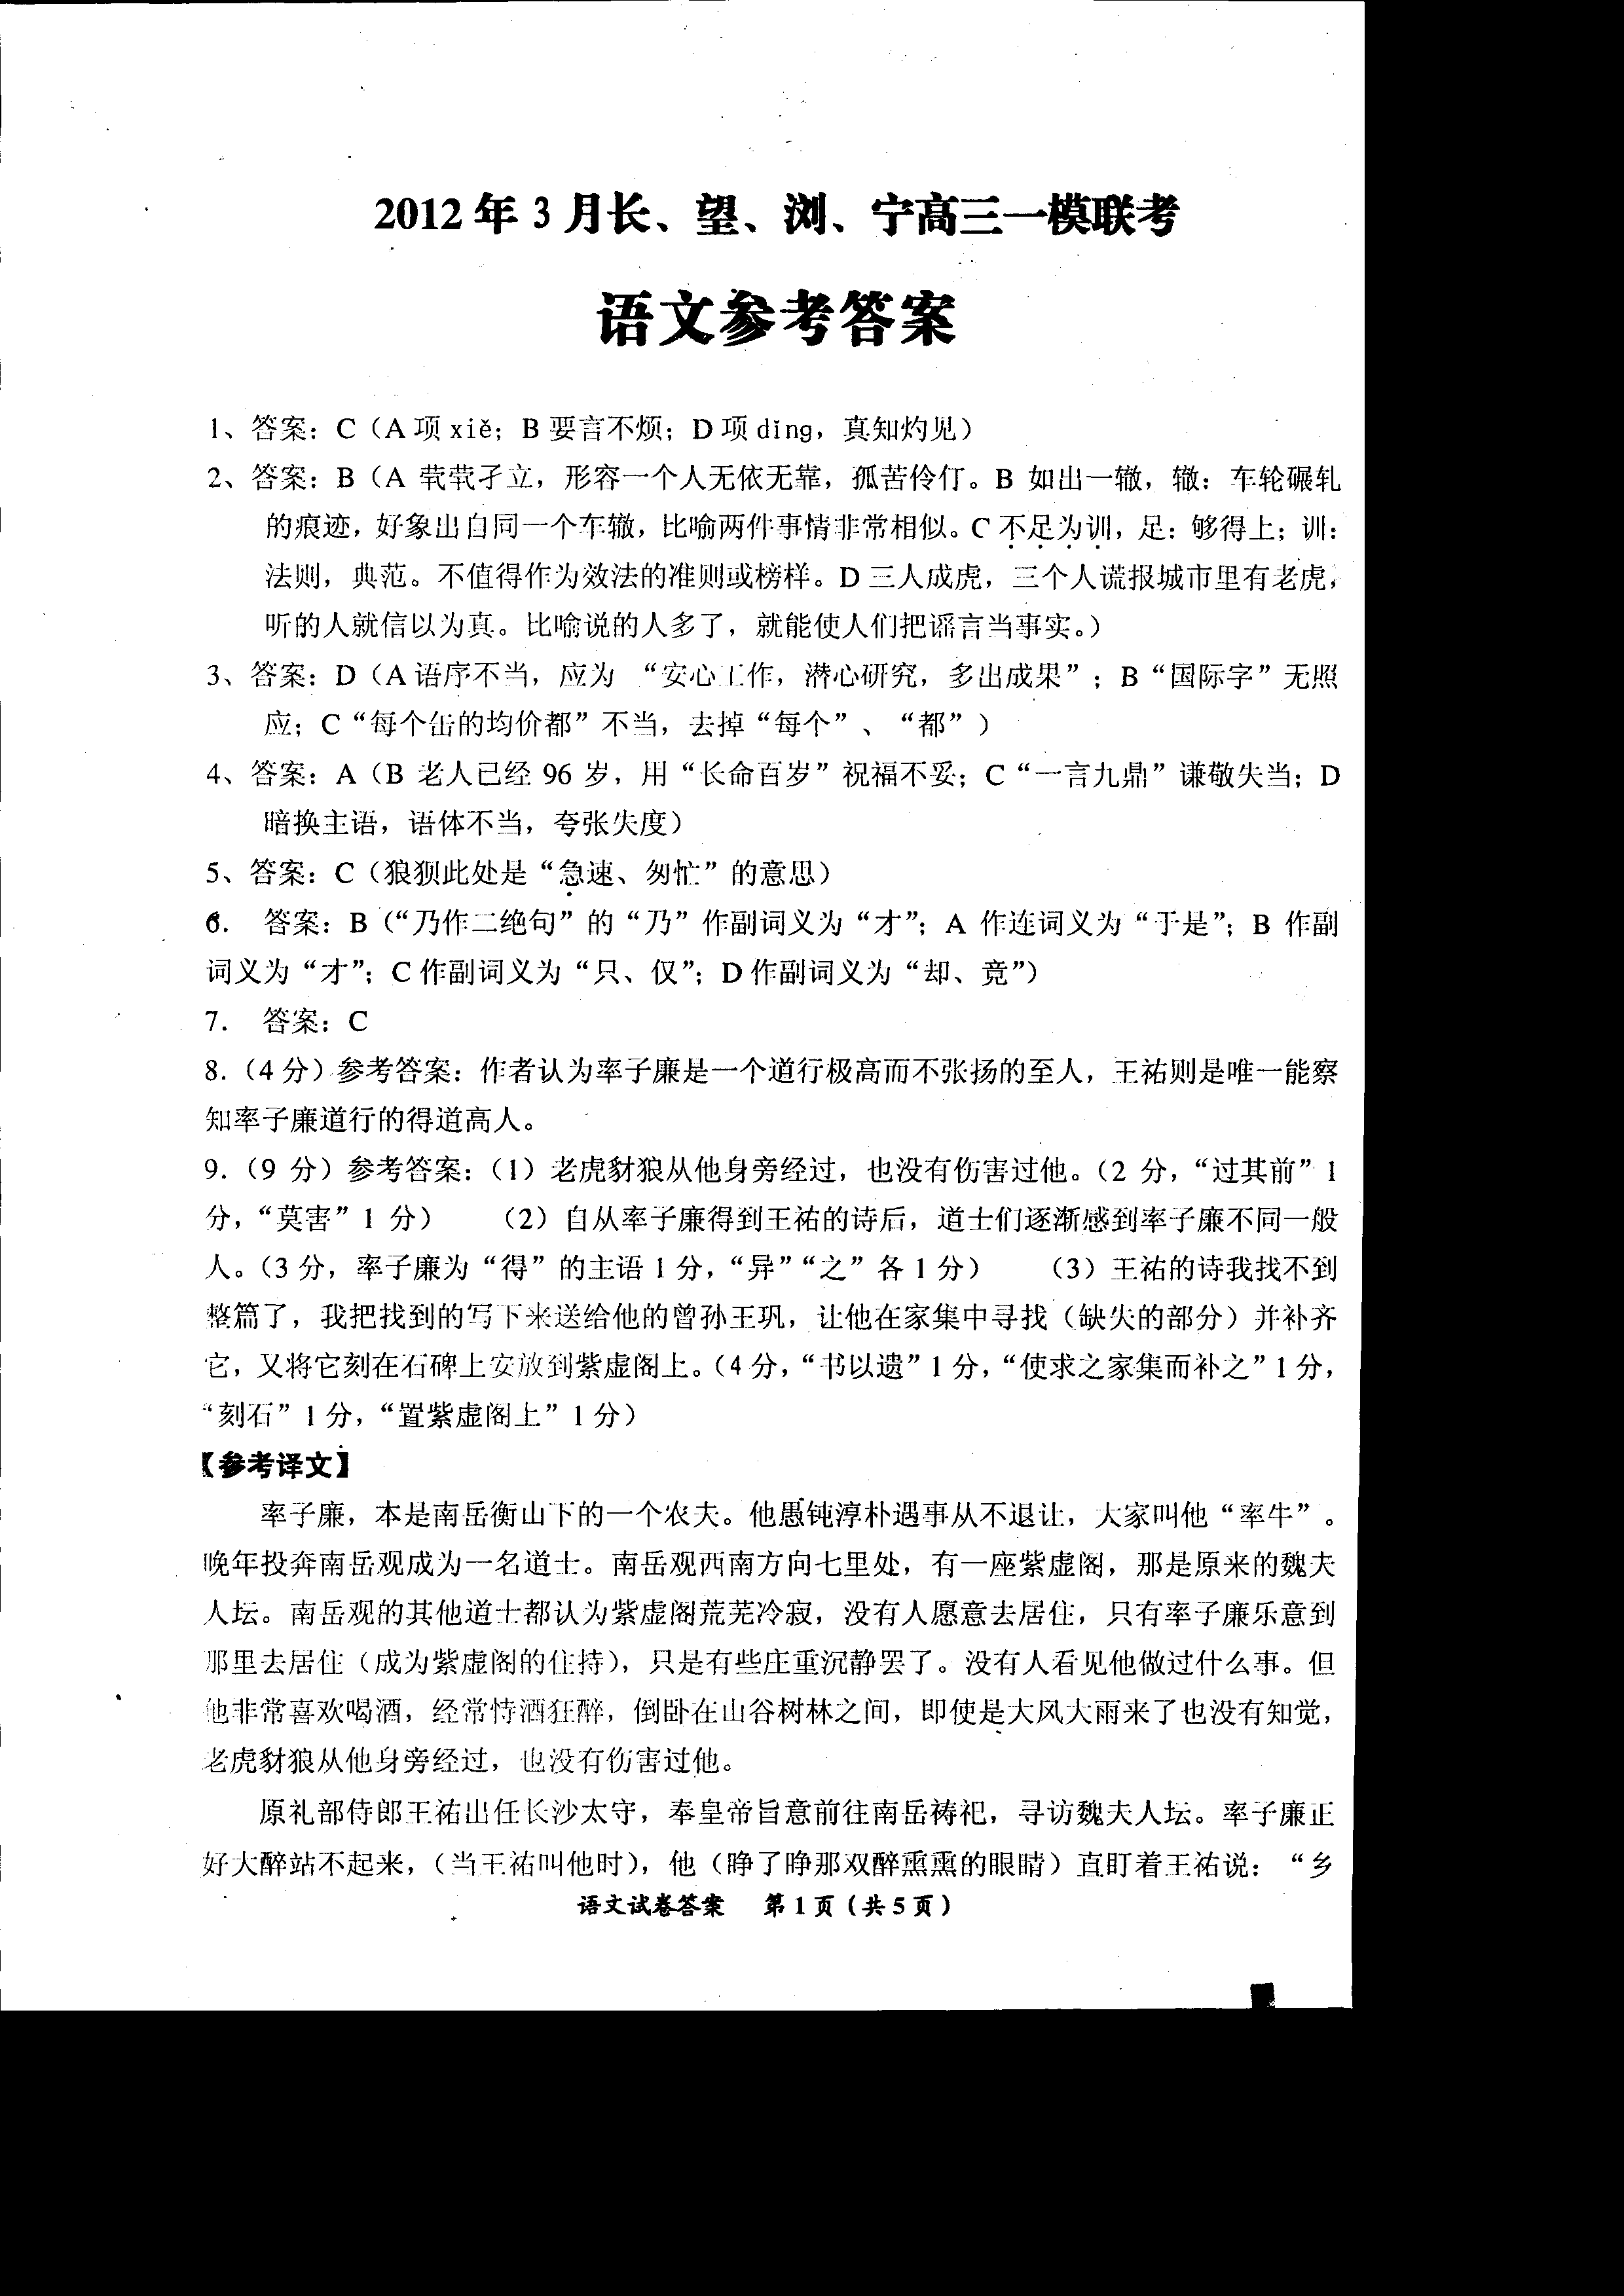 2012年3月长、望、浏、宁高三一模联考
语文参考答案
1、答案：C（A项xiě；B要言不烦；D项dìng，真知灼见）
2、答案：B（A 茕茕孑立，形容一个人无依无靠，孤苦伶仃。B 如出一辙，辙：车轮碾轧
的痕迹，好象出自同一个车辙，比喻两件事情非常相似。C不足为训，足：够得上；训：
法则，典范。不值得作为效法的准则或榜样。D三人成虎，三个人谎报城市里有老虎，
听的人就信以为真。比喻说的人多了，就能使人们把谣言当事实。）
3、答案：D（A语序不当，应为 “安心工作，潜心研究，多出成果”；B“国际字”无照
应；C“每个缶的均价都”不当，去掉“每个”、“都”）
4、答案：A（B 老人已经 96 岁，用“长命百岁”祝福不妥；C“一言九鼎”谦敬失当；D
暗换主语，语体不当，夸张失度）
5、答案：C（狼狈此处是“急速、匆忙”的意思）
6. 答案：B（“乃作二绝句”的“乃”作副词义为“才”；A 作连词义为“于是”；B 作副
词义为“才”；C作副词义为“只、仅”；D作副词义为“却、竟”）
7. 答案：C
8.（4分）参考答案：作者认为率子廉是一个道行极高而不张扬的至人，王祐则是唯一能察
知率子廉道行的得道高人。
9.（9 分）参考答案：（1）老虎豺狼从他身旁经过，也没有伤害过他。（2 分，“过其前”1
分，“莫害”1 分） （2）自从率子廉得到王祐的诗后，道士们逐渐感到率子廉不同一般
人。（3分，率子廉为“得”的主语1分，“异”“之”各1分） （3）王祐的诗我找不到
整篇了，我把找到的写下来送给他的曾孙王巩，让他在家集中寻找（缺失的部分）并补齐
它，又将它刻在石碑上安放到紫虚阁上。（4分，“书以遗”1分，“使求之家集而补之”1分，
“刻石”1分，“置紫虚阁上”1分）
【参考译文】
率子廉，本是南岳衡山下的一个农夫。他愚钝淳朴遇事从不退让，大家叫他“率牛”。
晚年投奔南岳观成为一名道士。南岳观西南方向七里处，有一座紫虚阁，那是原来的魏夫
人坛。南岳观的其他道士都认为紫虚阁荒芜冷寂，没有人愿意去居住，只有率子廉乐意到
那里去居住（成为紫虚阁的住持），只是有些庄重沉静罢了。没有人看见他做过什么事。但
他非常喜欢喝酒，经常恃酒狂醉，倒卧在山谷树林之间，即使是大风大雨来了也没有知觉，
老虎豺狼从他身旁经过，也没有伤害过他。
原礼部侍郎王祐出任长沙太守，奉皇帝旨意前往南岳祷祀，寻访魏夫人坛。率子廉正
好大醉站不起来，（当王祐叫他时），他（睁了睁那双醉熏熏的眼睛）直盯着王祐说：“乡
语文试卷答案 第1页（共5页）